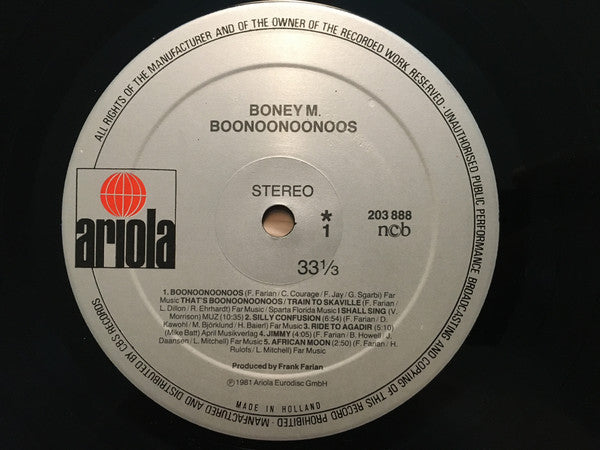 ALL RIGHTS OF THE MANUFACTURER AND OF THE OWNER OF THE RECORDED WORK RESERVED · UNAUTHORISED PUBLIC PERFORMANCE BROADCASTING AND COPYING OF THIS RECORD PROHIBITED · MANUFACTURED AND DISTRIBUTED BY CBS RECORDS
BONEY M.
BOONOONOONOOS
ariola
STEREO
*
1
203 888
ncb
33 1/3
1. BOONOONOONOOS (F. Farian / C. Courage / F. Jay / G. Sgarbi) Far
Music THAT'S BOONOONOONOOS / TRAIN TO SKAVILLE (F. Farian /
L. Dillon / R. Ehrhardt) Far Music / Sparta Florida Music I SHALL SING (V.
Morrison) MUZ (10:35) 2. SILLY CONFUSION (6:54) (F. Farian / D.
Kawohl / M. Björklund / H. Baierl) Far Music 3. RIDE TO AGADIR (5:10)
(Mike Batt) April Musikverlag 4. JIMMY (4:05) (F. Farian / B. Howell / J.
Daansen / L. Mitchell) Far Music 5. AFRICAN MOON (2:50) (F. Farian / H.
Rulofs / L. Mitchell) Far Music
Produced by Frank Farian
℗ 1981 Ariola Eurodisc GmbH
MADE IN HOLLAND